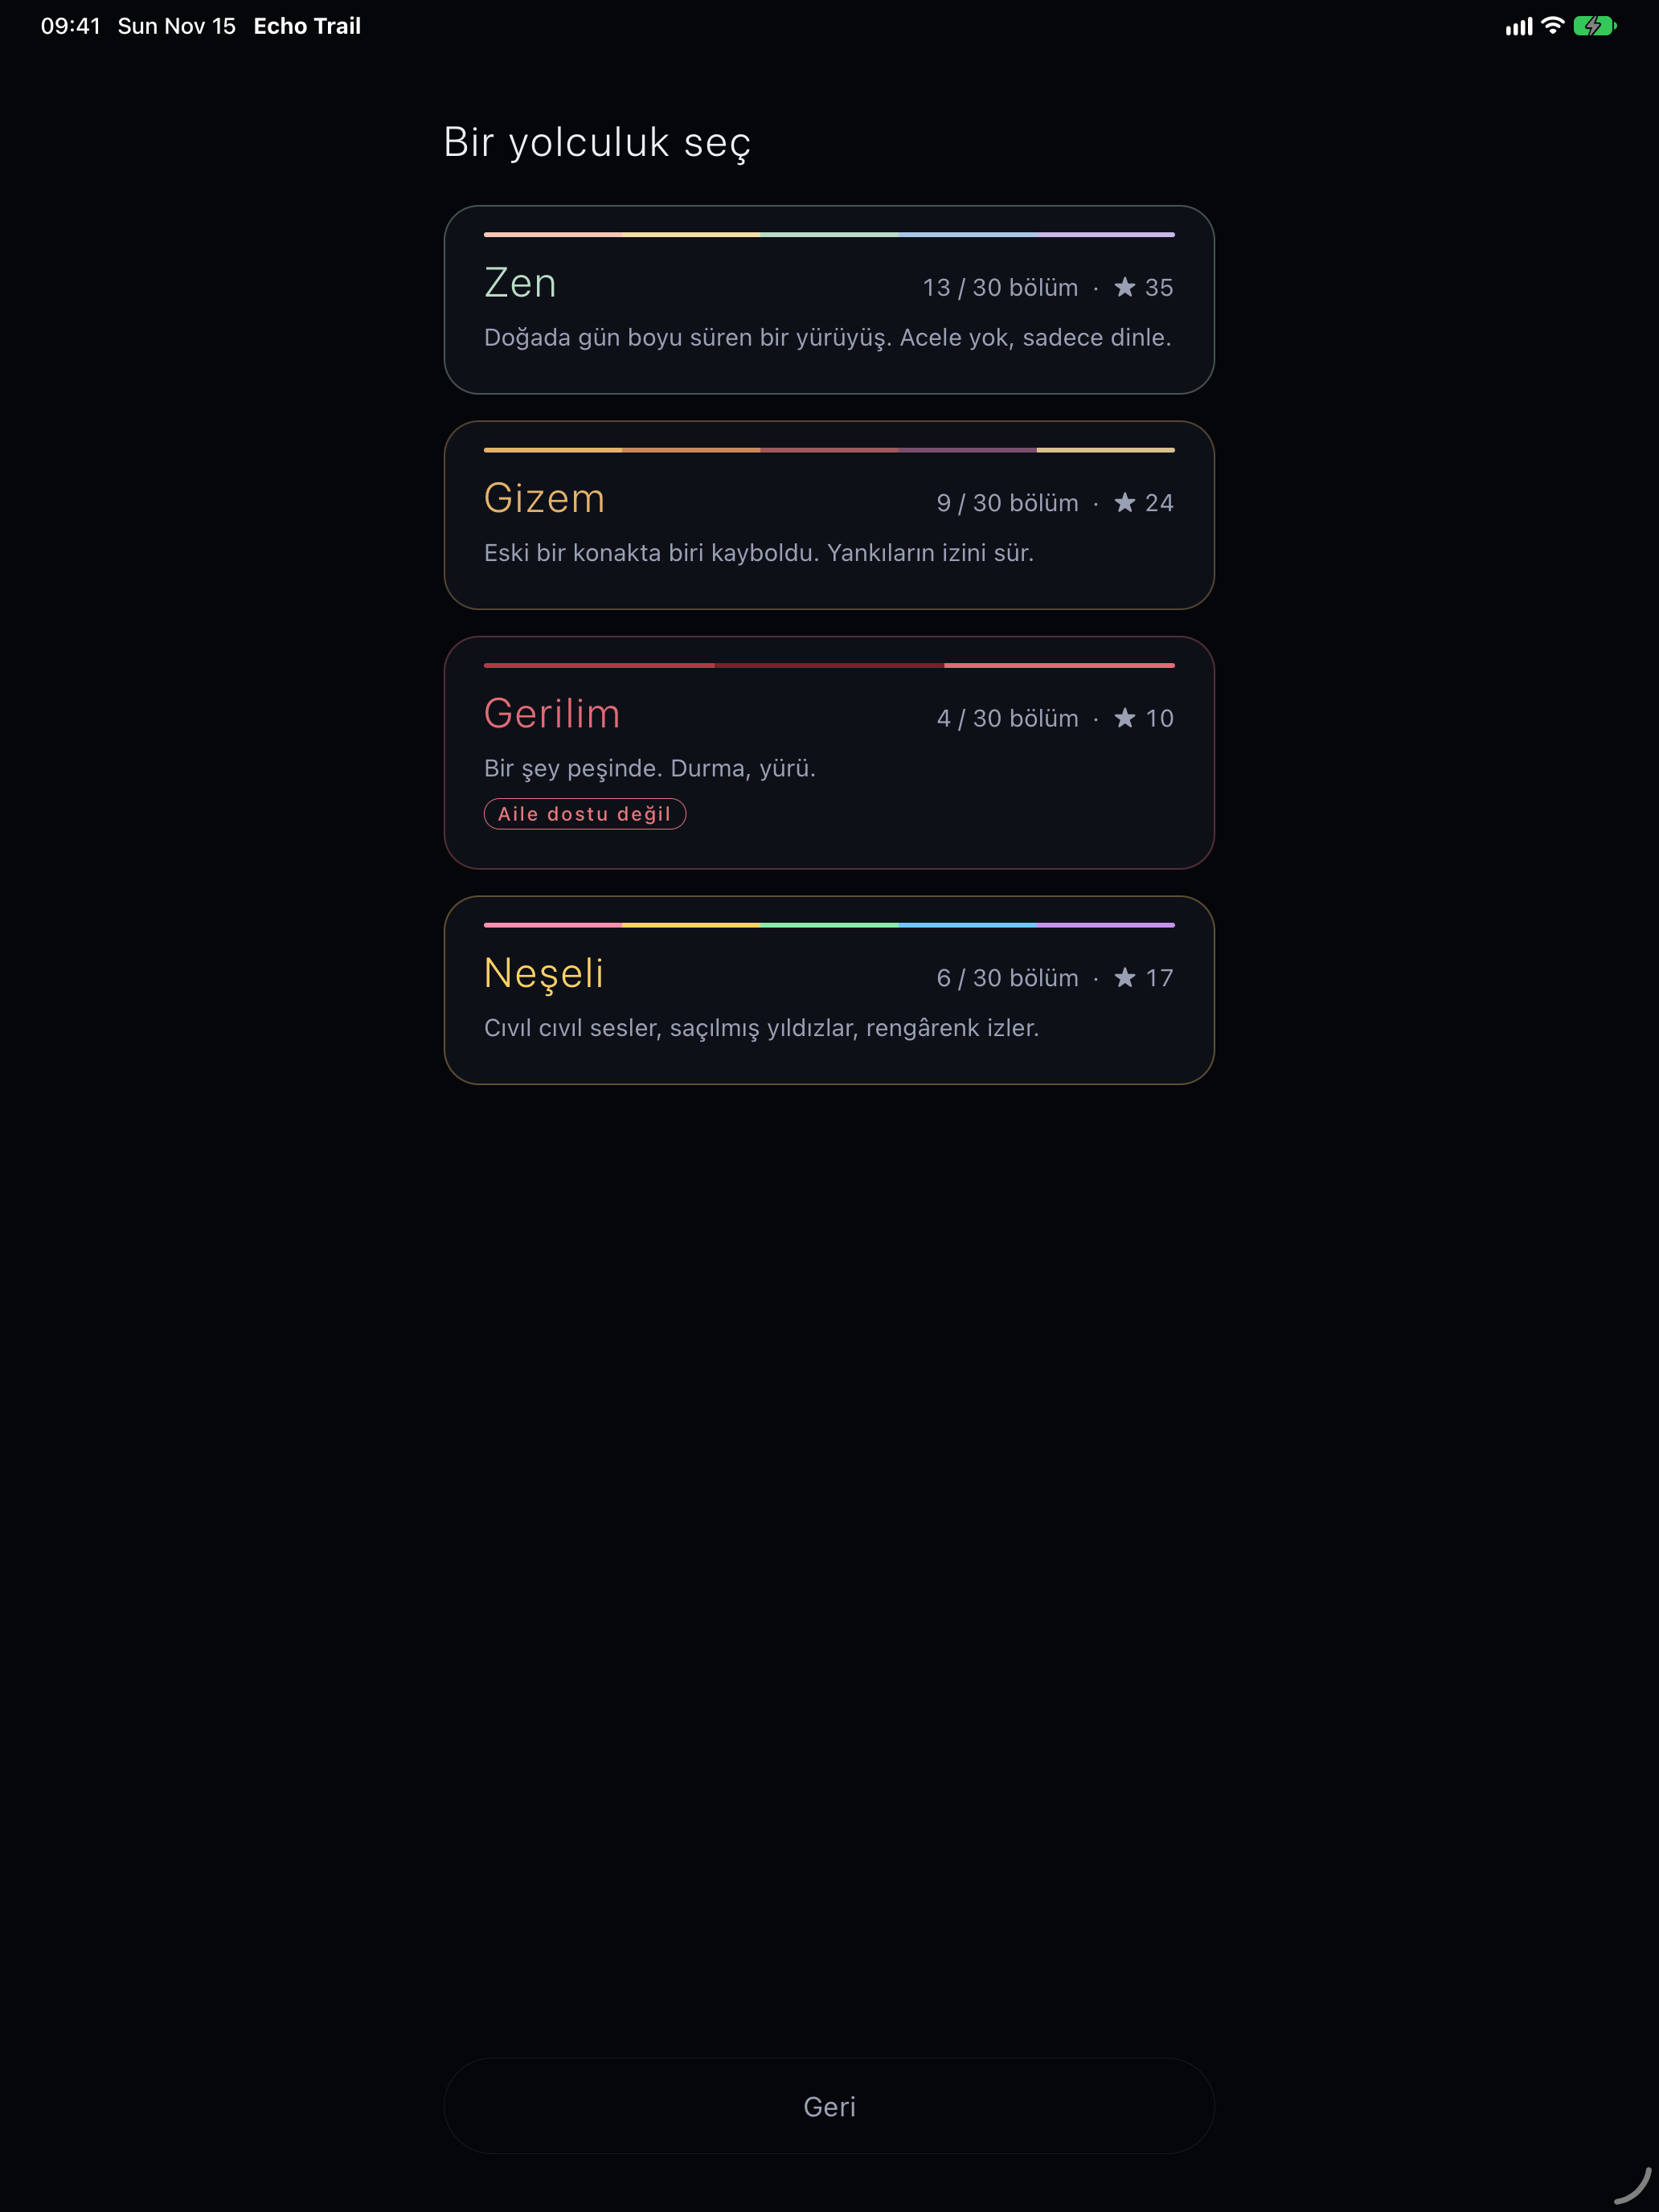 09:41 Sun Nov 15 Echo Trail
Bir yolculuk seç
Zen
13 / 30 bölüm · ★ 35
Doğada gün boyu süren bir yürüyüş. Acele yok, sadece dinle.
Gizem
9 / 30 bölüm · ★ 24
Eski bir konakta biri kayboldu. Yankıların izini sür.
Gerilim
4 / 30 bölüm · ★ 10
Bir şey peşinde. Durma, yürü.
Aile dostu değil
Neşeli
6 / 30 bölüm · ★ 17
Cıvıl cıvıl sesler, saçılmış yıldızlar, rengârenk izler.
Geri